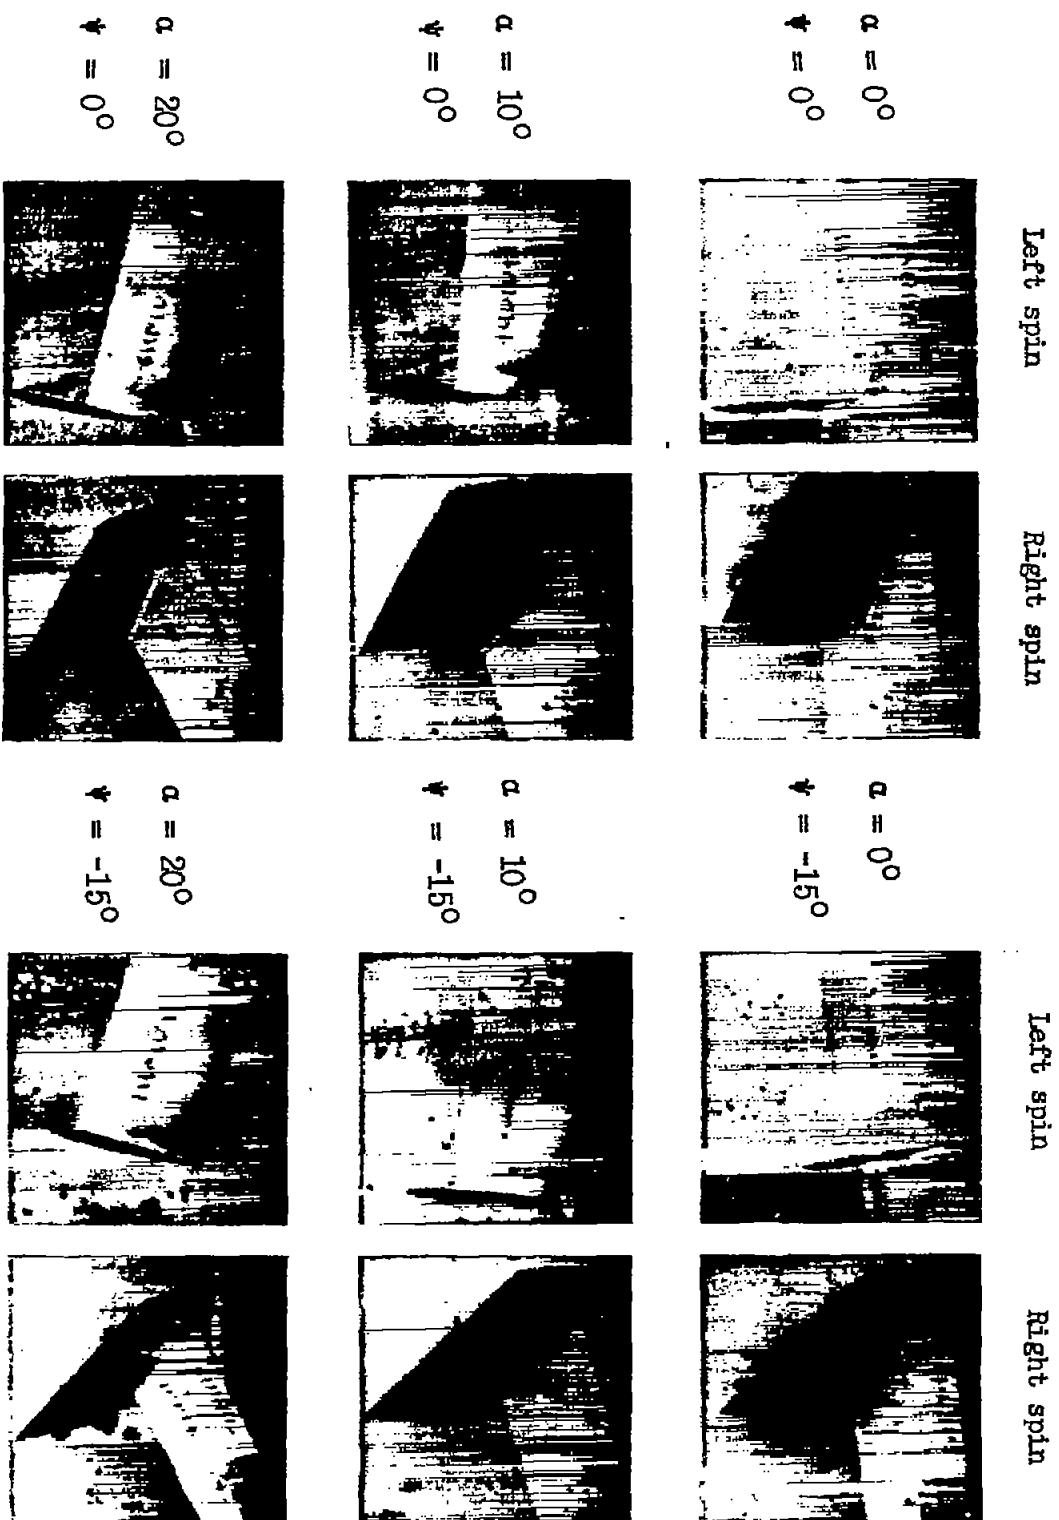 Left spin Right spin Left spin Right spin
α = 0°
ψ = 0°
α = 0°
ψ = -15°
α = 10°
ψ = 0°
α = 10°
ψ = -15°
α = 20°
ψ = 0°
α = 20°
ψ = -15°